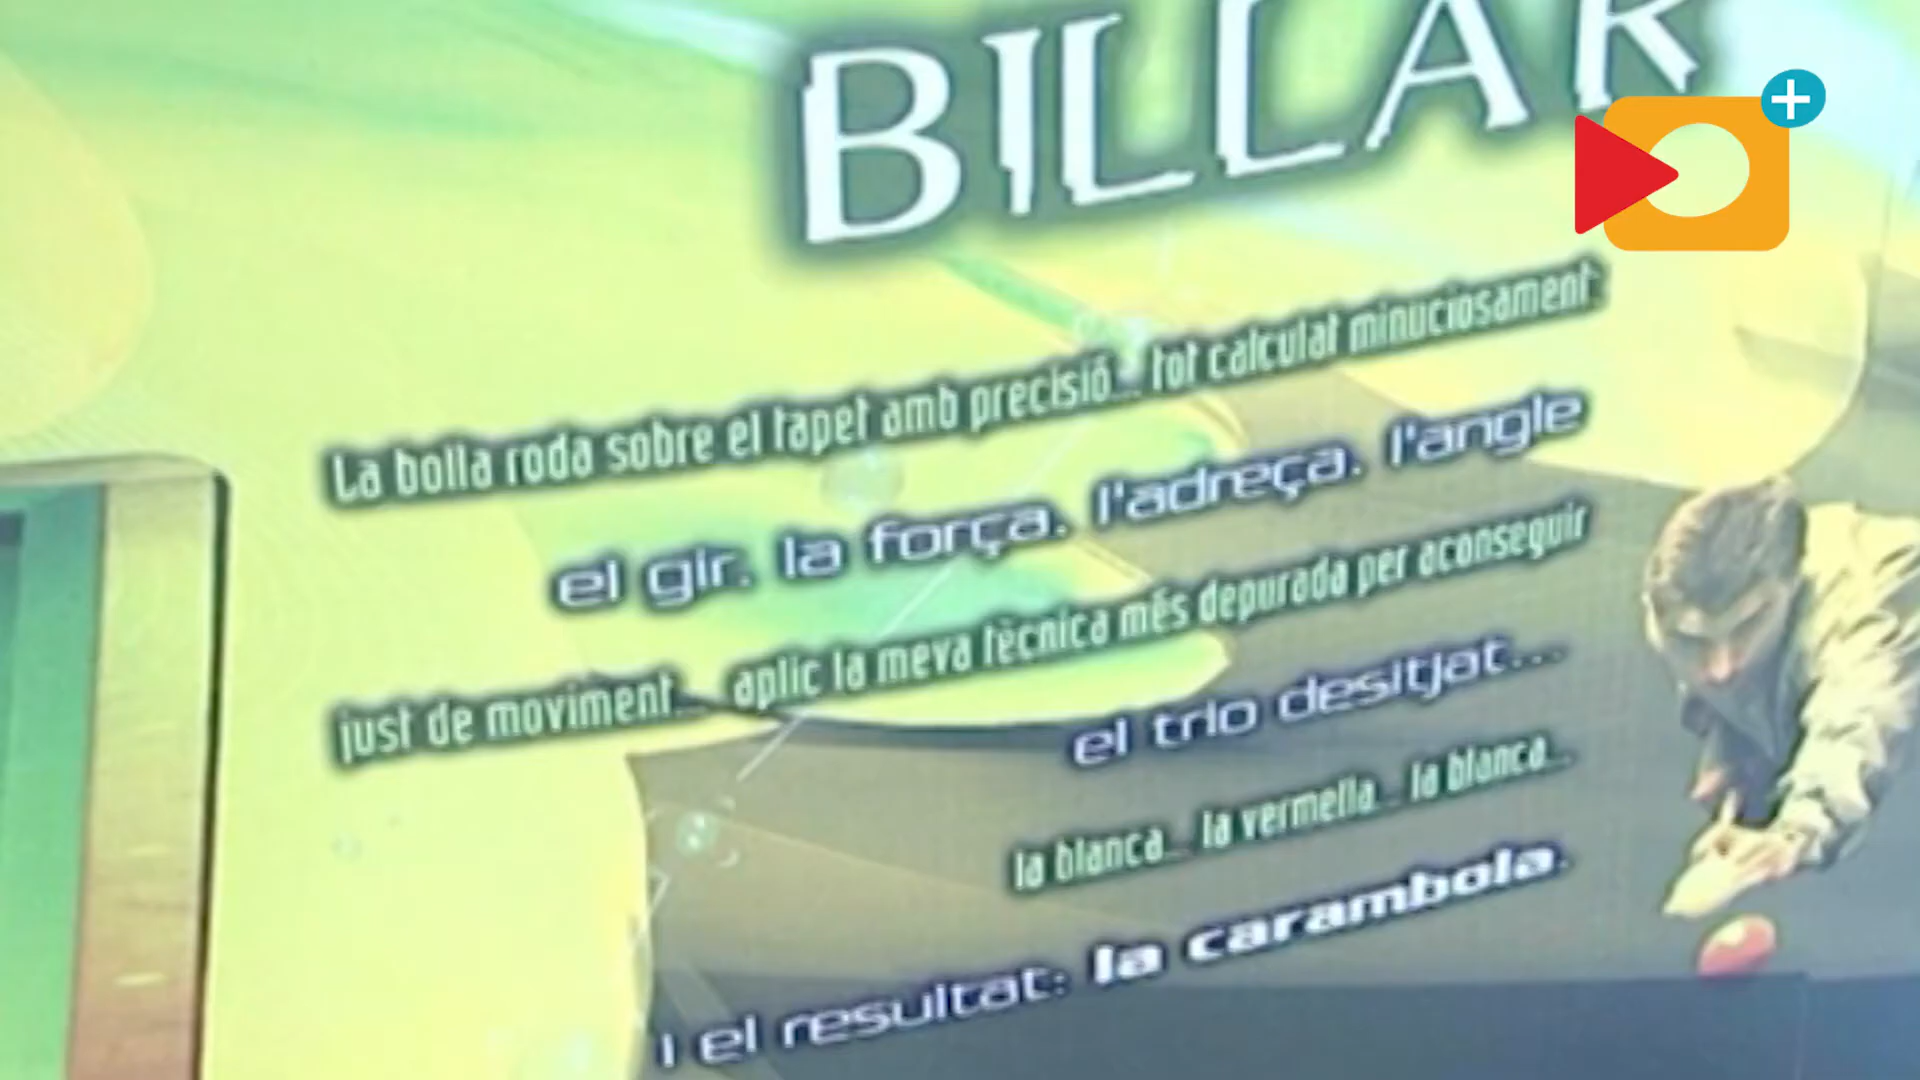 BILLAR
La bolla roda sobre el tapet amb precisió... tot calculat minuciosament:
el gir, la força, l'adreça, l'angle
just de moviment... aplic la meva tècnica més depurada per aconseguir
el trio desitjat...
la blanca... la vermella... la blanca...
I el resultat: la carambola.